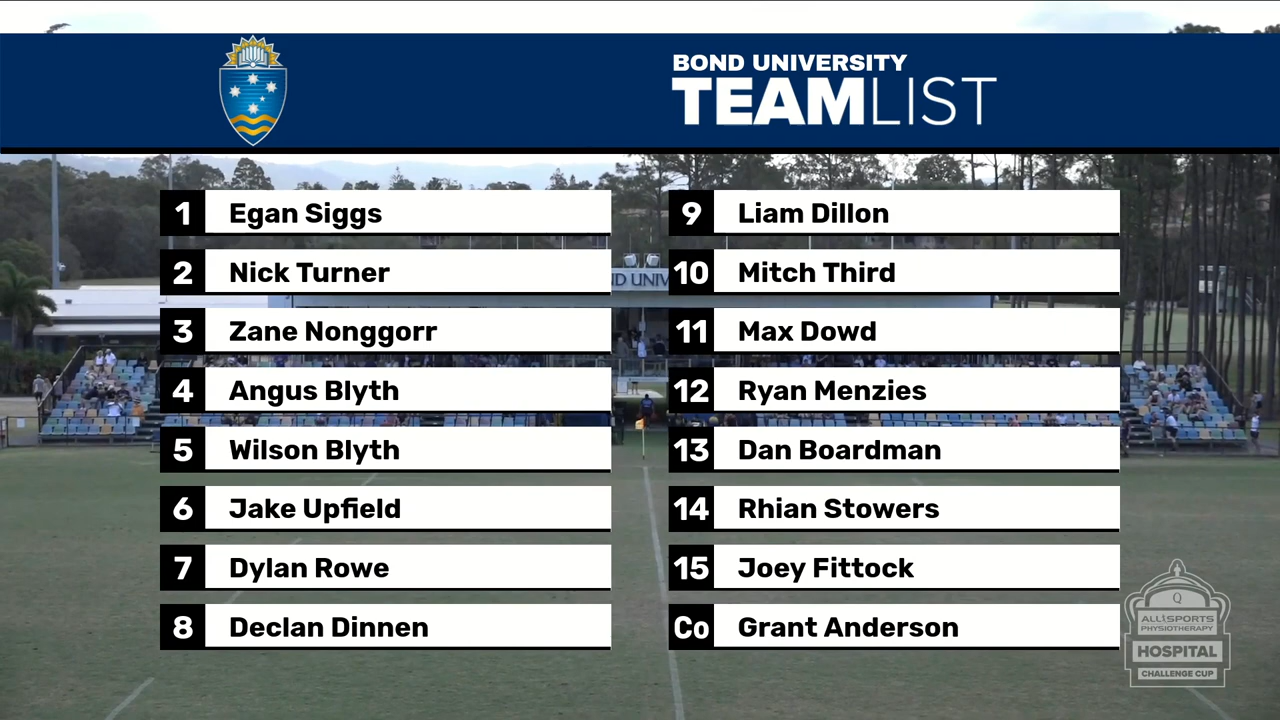 BOND UNIVERSITY
TEAMLIST
1 Egan Siggs
2 Nick Turner
3 Zane Nonggorr
4 Angus Blyth
5 Wilson Blyth
6 Jake Upfield
7 Dylan Rowe
8 Declan Dinnen
9 Liam Dillon
10 Mitch Third
11 Max Dowd
12 Ryan Menzies
13 Dan Boardman
14 Rhian Stowers
15 Joey Fittock
Co Grant Anderson
ND UNIV
Q
ALLSPORTS
PHYSIOTHERAPY
HOSPITAL
CHALLENGE CUP